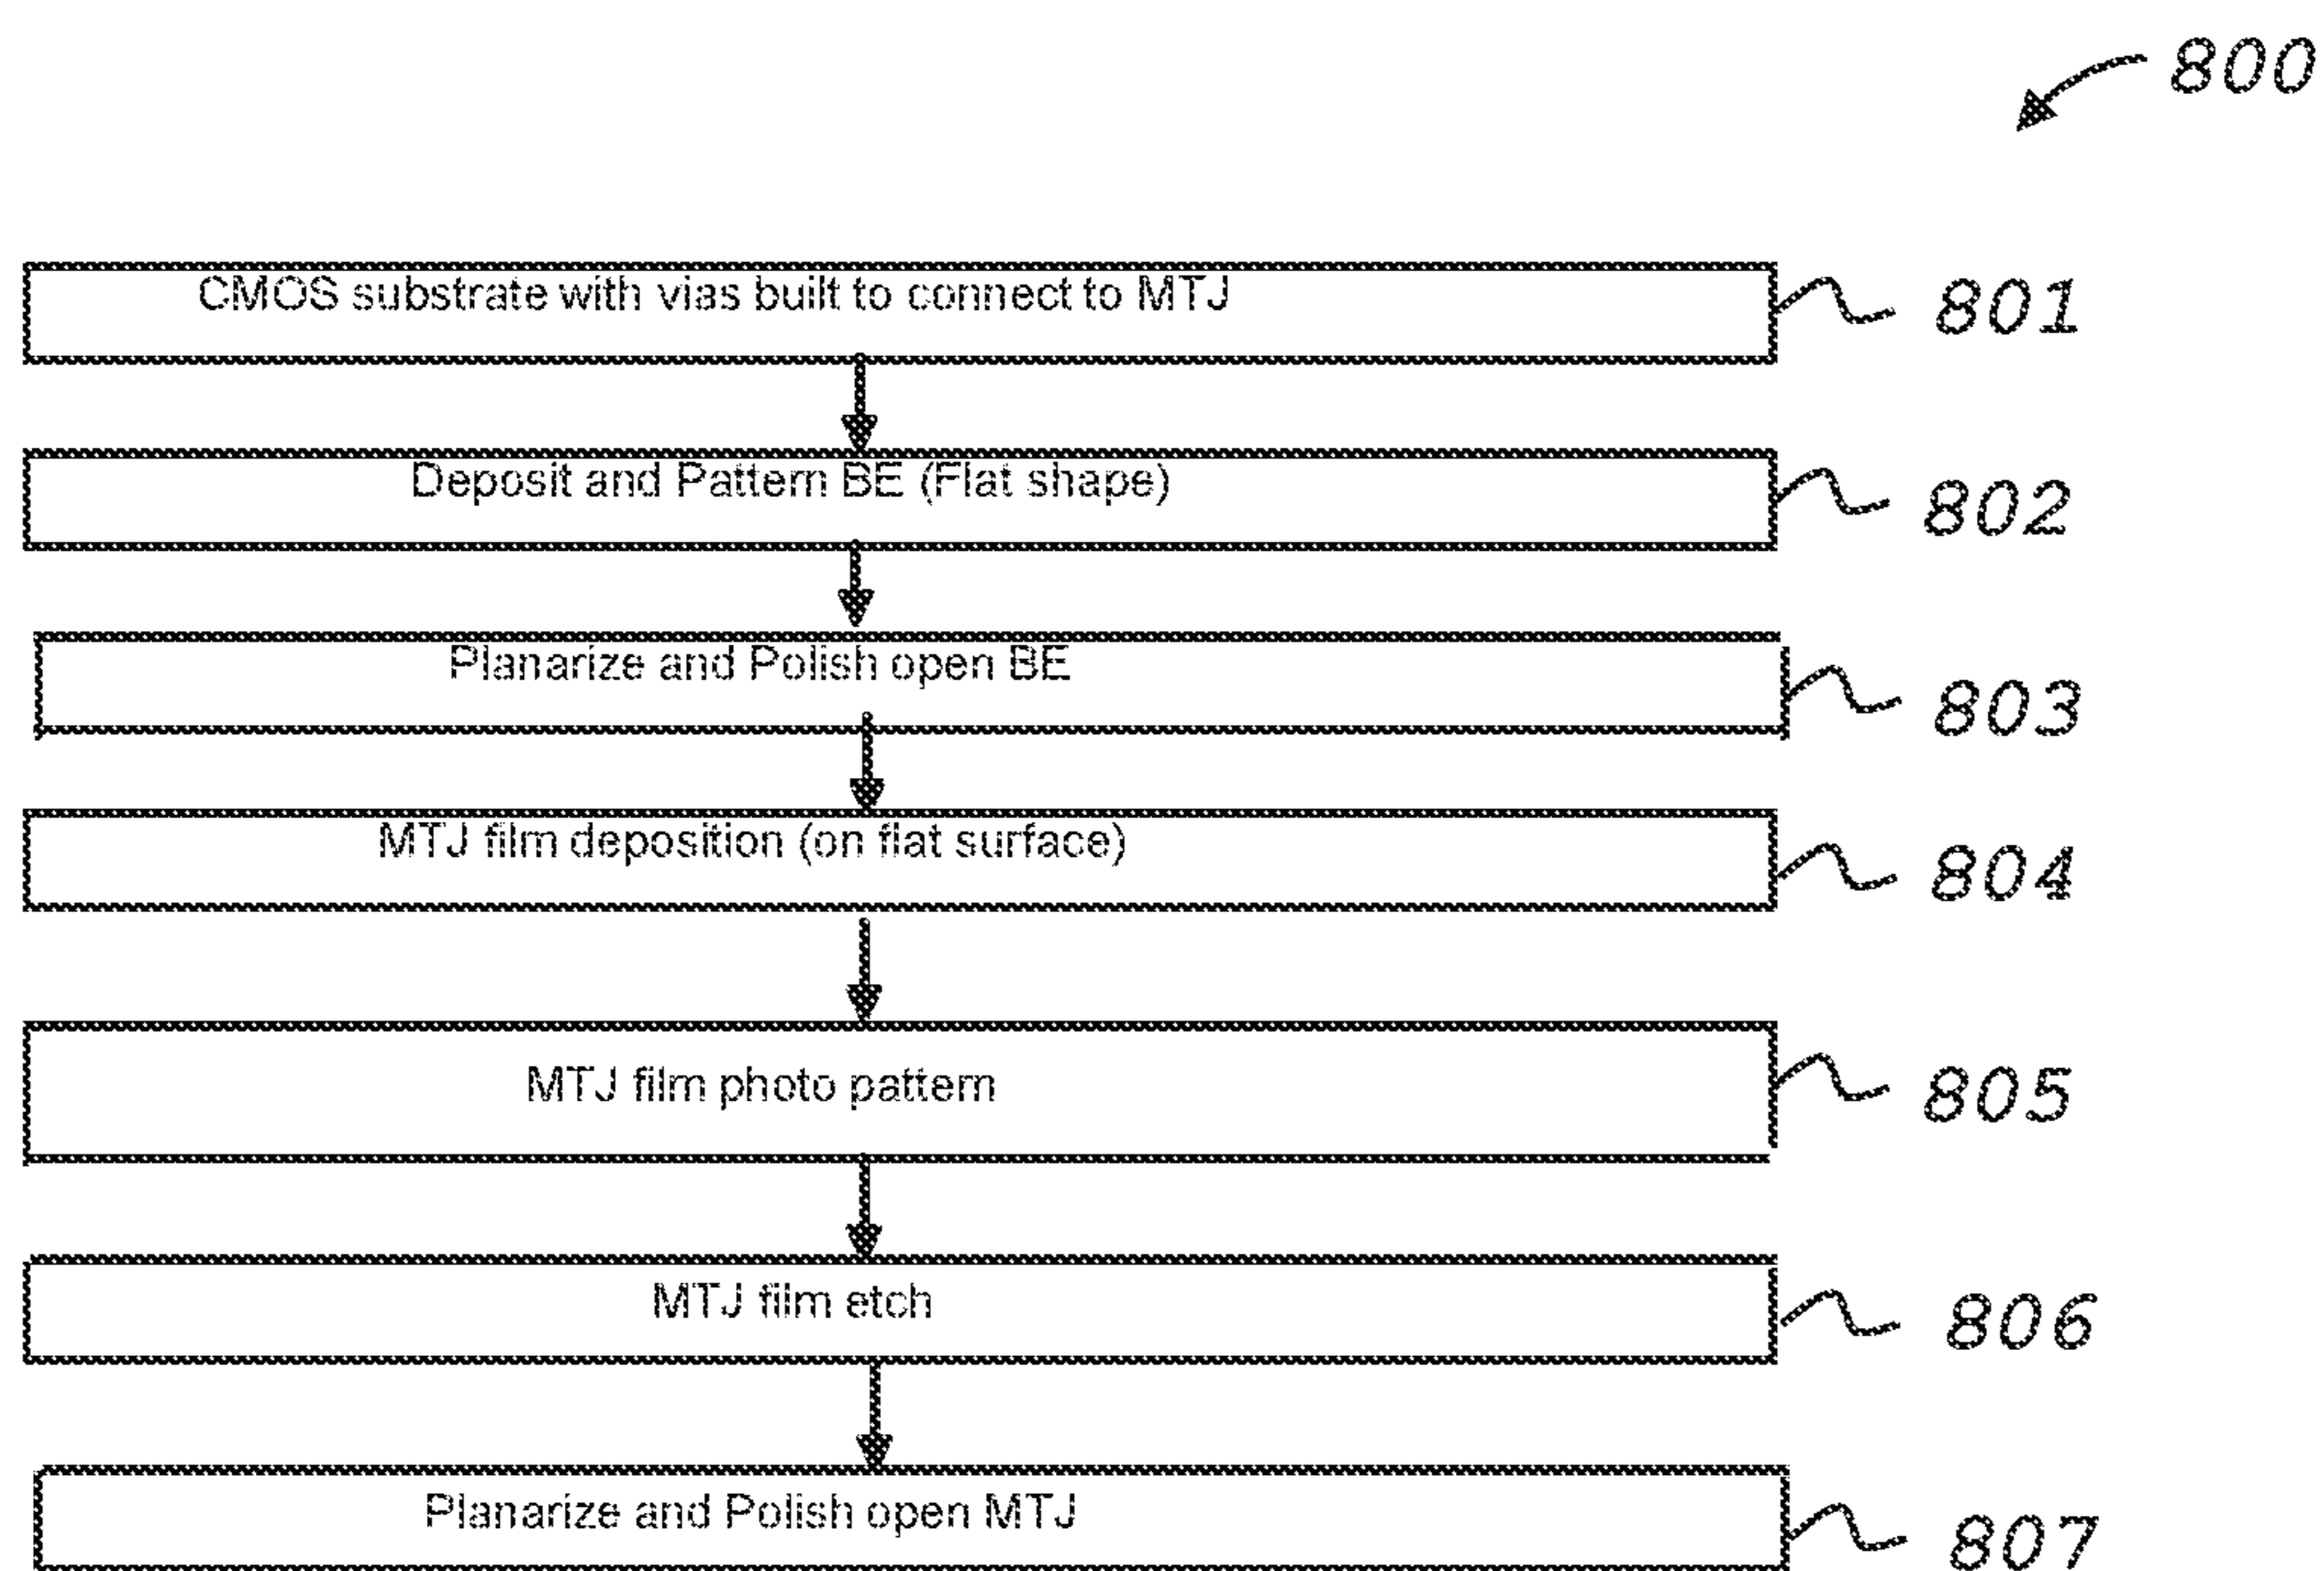 800
CMOS substrate with vias built to connect to MTJ
801
Deposit and Pattern BE (Flat shape)
802
Planarize and Polish open BE
803
MTJ film deposition (on flat surface)
804
MTJ film photo pattern
805
MTJ film etch
806
Planarize and Polish open MTJ
807